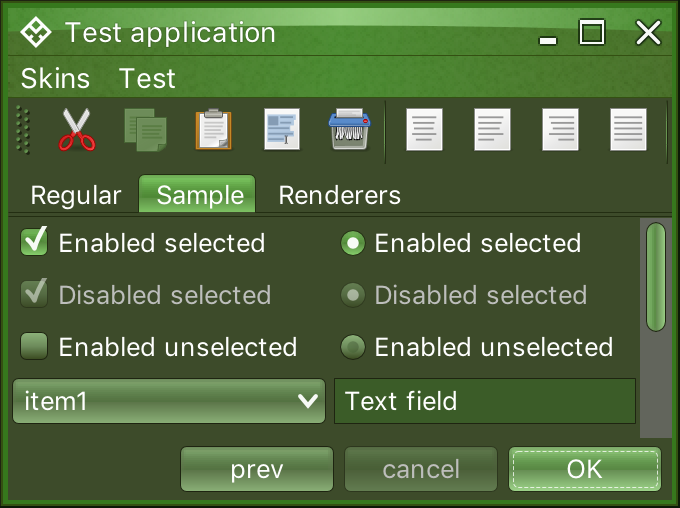 Test application
Skins Test
Regular Sample Renderers
Enabled selected Enabled selected
Disabled selected Disabled selected
Enabled unselected Enabled unselected
item1 Text field
prev cancel OK